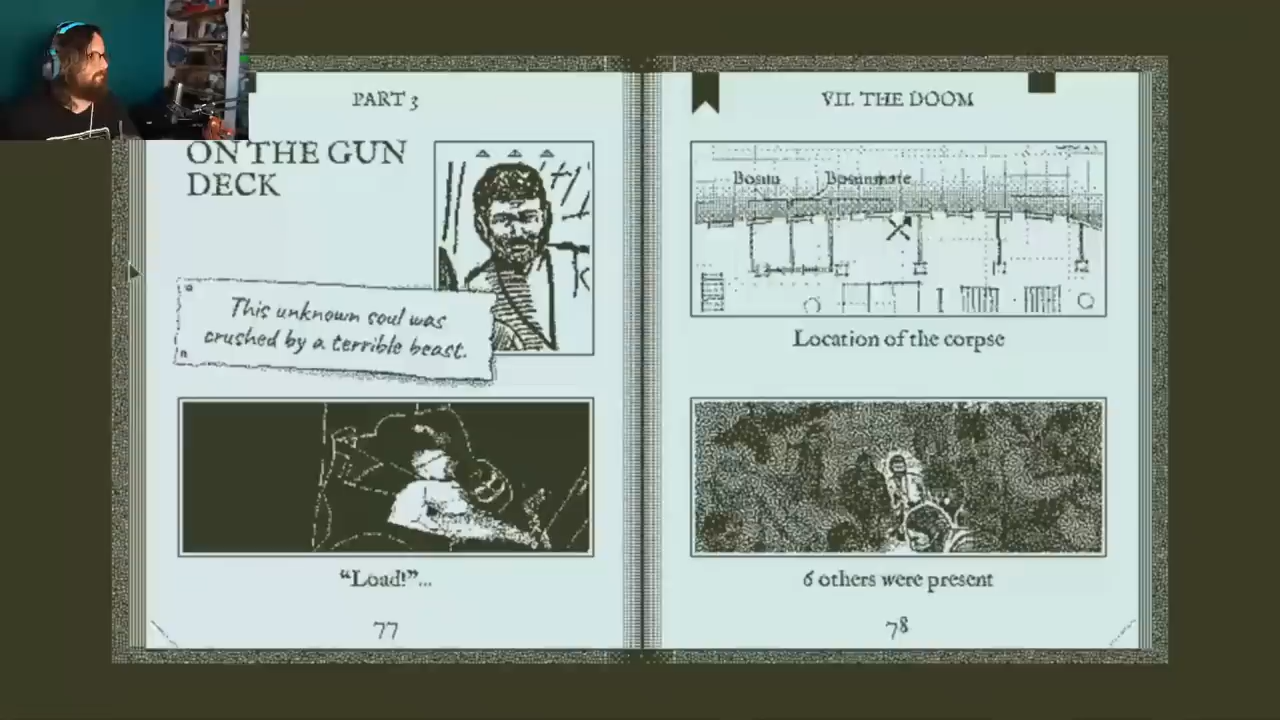 PART 3
ON THE GUN
DECK
This unknown soul was
crushed by a terrible beast.
"Load!"...
77
VII. THE DOOM
Bosun
Bosunmate
Location of the corpse
6 others were present
78